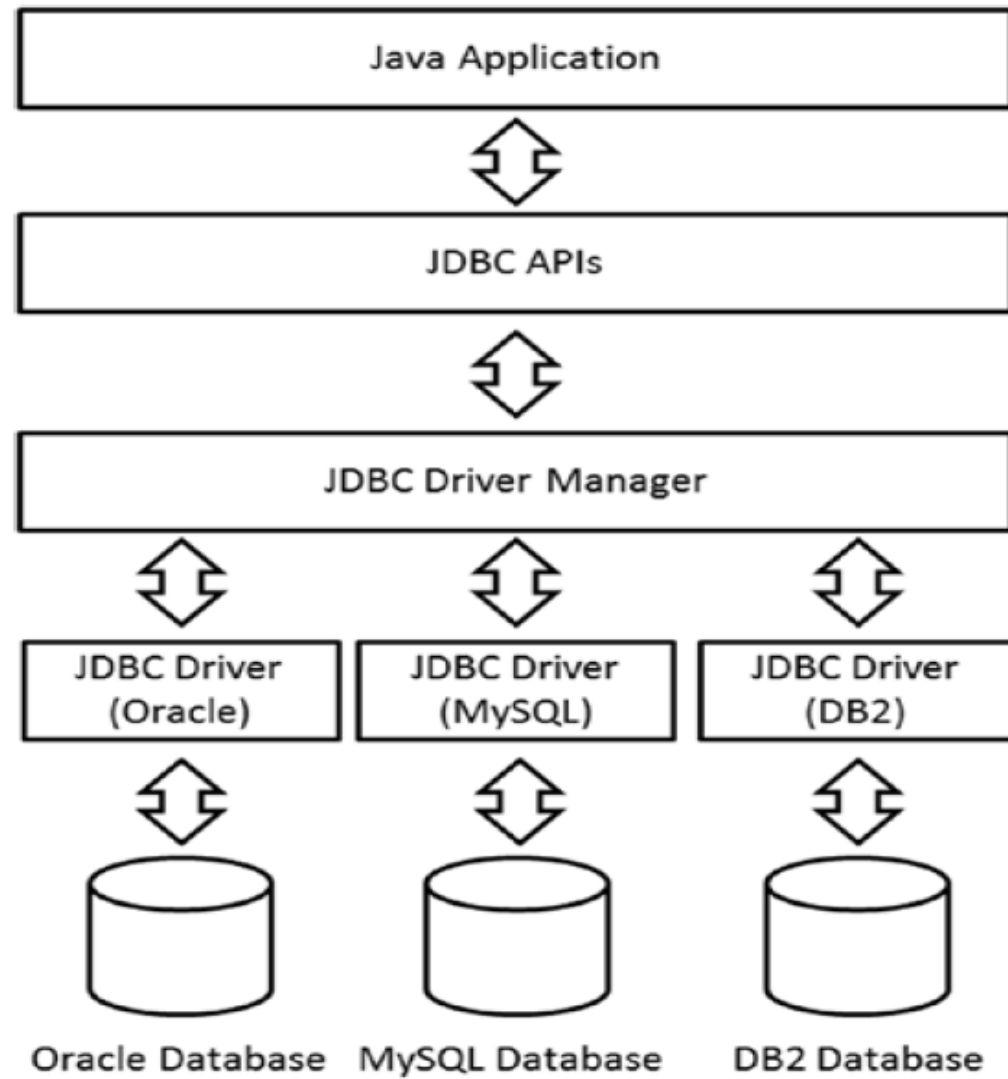 Java Application
JDBC APIs
JDBC Driver Manager
JDBC Driver
(Oracle)
JDBC Driver
(MySQL)
JDBC Driver
(DB2)
Oracle Database
MySQL Database
DB2 Database